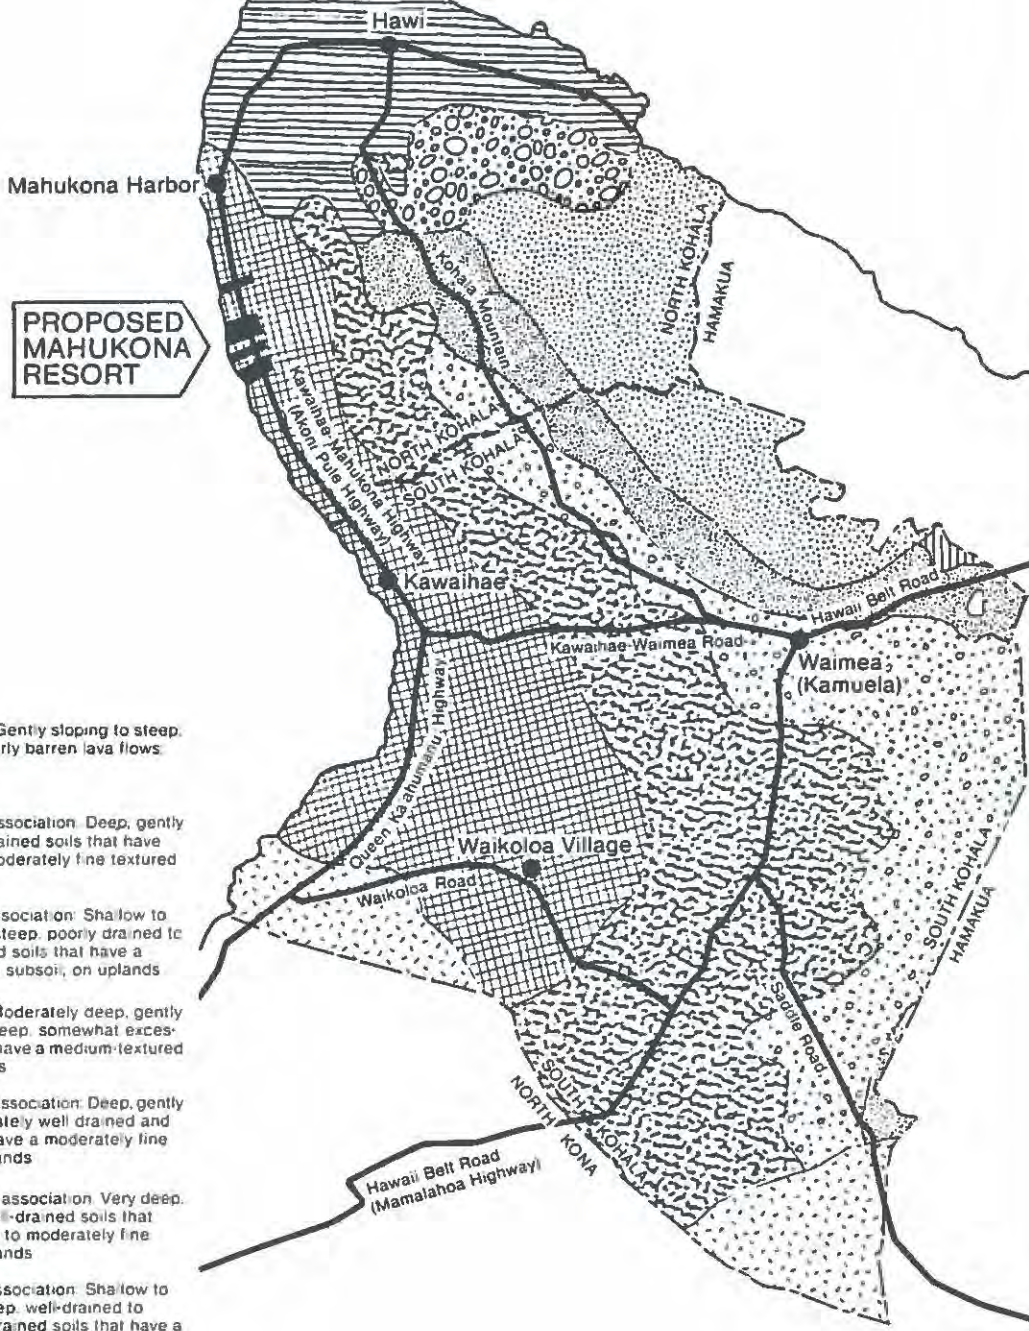 Hawi
Mahukona Harbor
NORTH KOHALA
HAMAKUA
Kohala Mountain
PROPOSED
MAHUKONA
RESORT
Kawaihae Mahukona Highway
(Akoni Pule Highway)
NORTH KOHALA
SOUTH KOHALA
Kawaihae
Hawaii Belt Road
Kawaihae-Waimea Road
Waimea
(Kamuela)
Queen Kaahumanu Highway
Gently sloping to steep.
rly barren lava flows
ssociation. Deep, gently
ained soils that have
oderately fine textured
Waikoloa Village
Waikoloa Road
SOUTH KOHALA
HAMAKUA
sociation. Shallow to
steep, poorly drained to
d soils that have a
subsoil, on uplands
Saddle Road
Moderately deep, gently
eep, somewhat exces-
have a medium-textured
s
SOUTH KOHALA
NORTH KONA
ssociation. Deep, gently
ately well drained and
ave a moderately fine
ands
Hawaii Belt Road
(Mamalahoa Highway)
association. Very deep.
-drained soils that
to moderately fine
ands
ssociation. Shallow to
ep, well-drained to
rained soils that have a